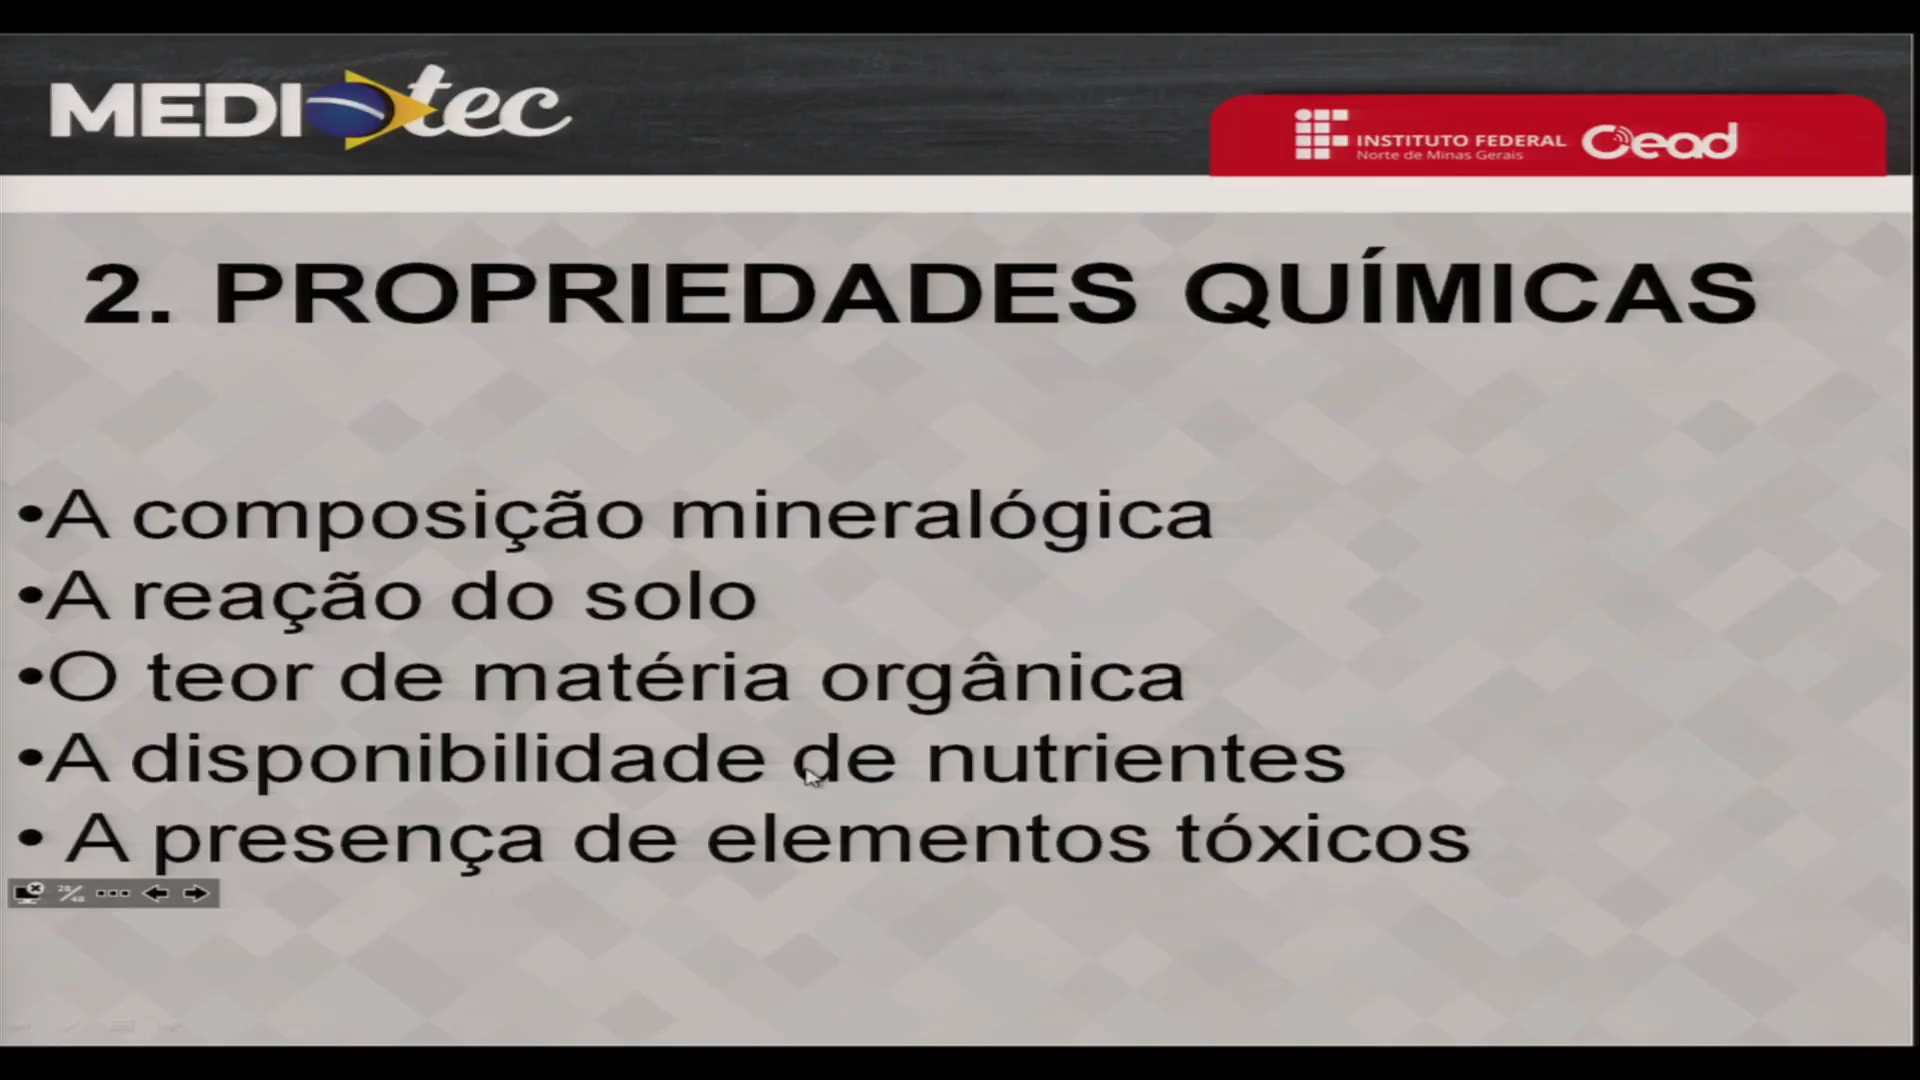 MEDIOtec
INSTITUTO FEDERAL
Norte de Minas Gerais
Cead
2. PROPRIEDADES QUÍMICAS
•A composição mineralógica
•A reação do solo
•O teor de matéria orgânica
•A disponibilidade de nutrientes
• A presença de elementos tóxicos